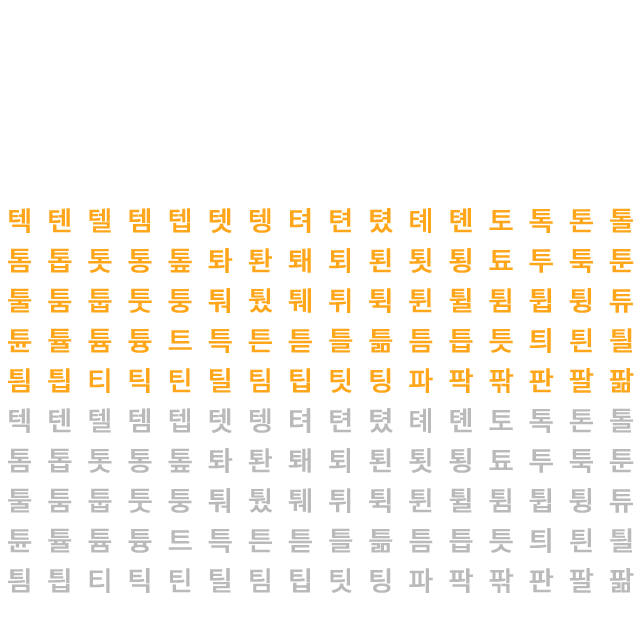 텍 텐 텔 템 텝 텟 텡 텨 텬 텼 톄 톈 토 톡 톤 톨
톰 톱 톳 통 톺 톼 퇀 퇘 퇴 퇸 툇 툉 툐 투 툭 툰
툴 툼 툽 툿 퉁 퉈 퉜 퉤 튀 튁 튄 튈 튐 튑 튕 튜
튠 튤 튬 튱 트 특 튼 튿 틀 틂 틈 틉 틋 틔 틘 틜
틤 틥 티 틱 틴 틸 팀 팁 팃 팅 파 팍 팎 판 팔 팖
텍 텐 텔 템 텝 텟 텡 텨 텬 텼 톄 톈 토 톡 톤 톨
톰 톱 톳 통 톺 톼 퇀 퇘 퇴 퇸 툇 툉 툐 투 툭 툰
툴 툼 툽 툿 퉁 퉈 퉜 퉤 튀 튁 튄 튈 튐 튑 튕 튜
튠 튤 튬 튱 트 특 튼 튿 틀 틂 틈 틉 틋 틔 틘 틜
틤 틥 티 틱 틴 틸 팀 팁 팃 팅 파 팍 팎 판 팔 팖